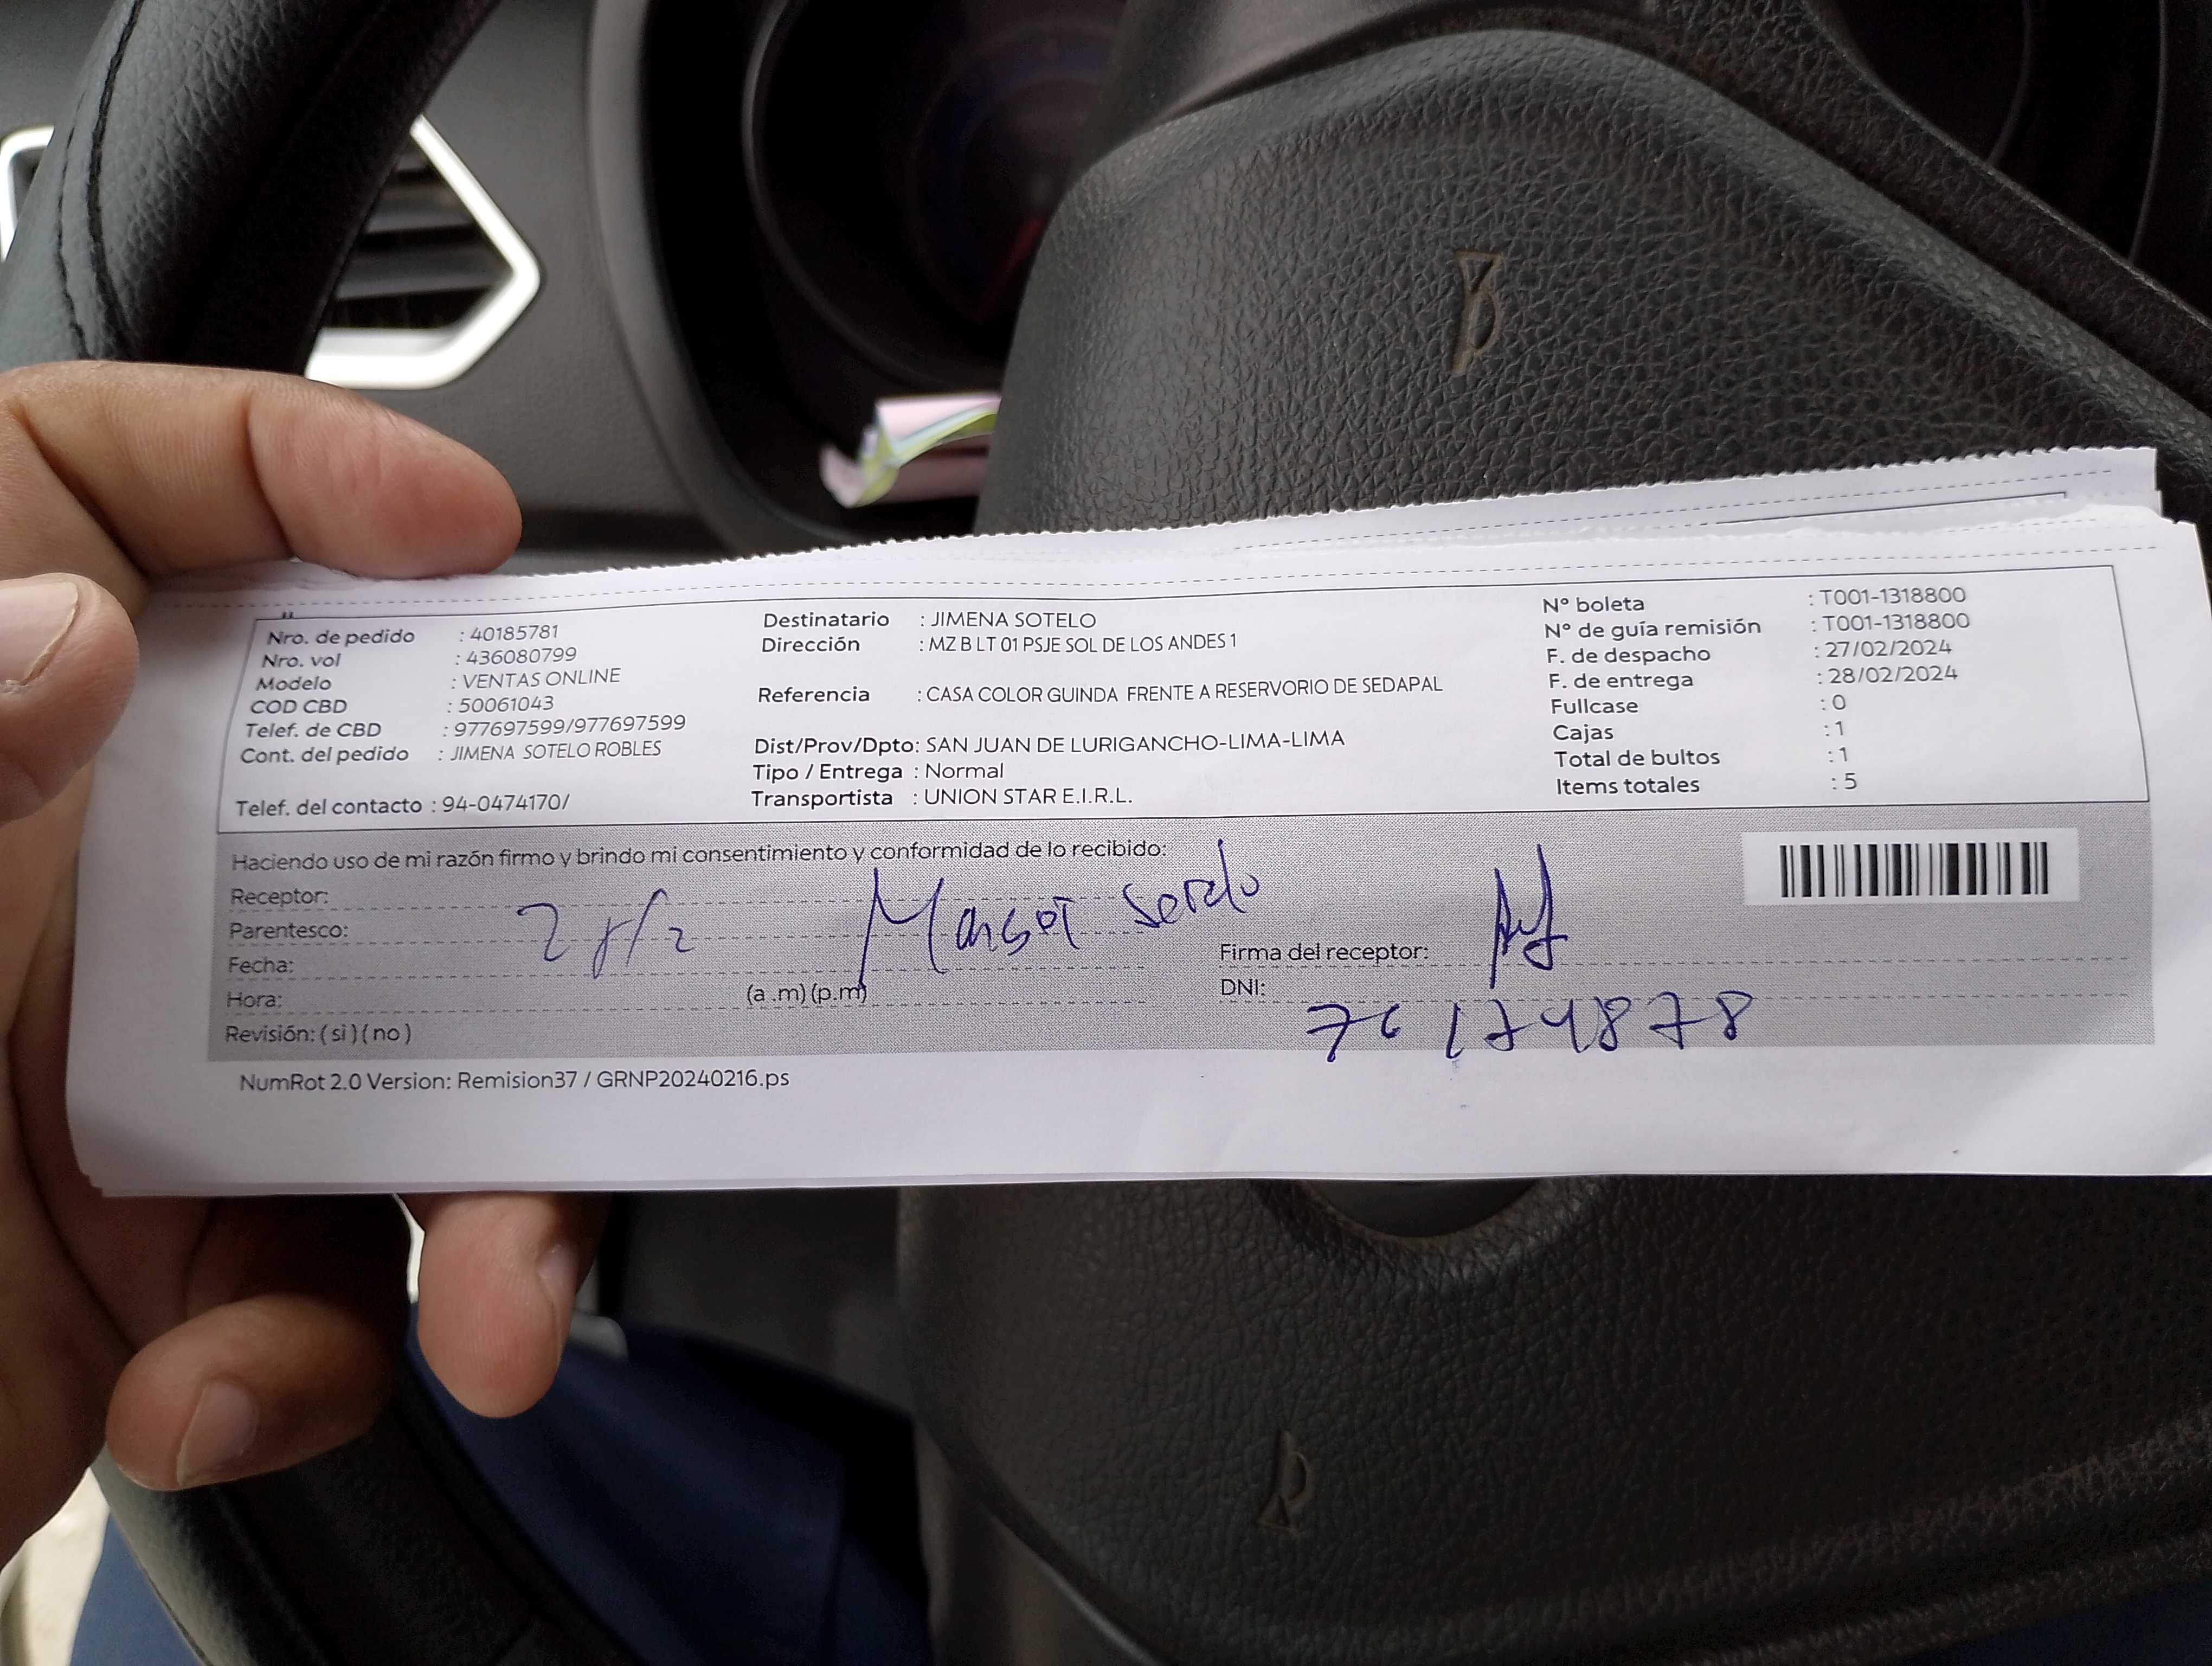 Nro. de pedido : 40185781
Nro. vol : 436080799
Modelo : VENTAS ONLINE
COD CBD : 50061043
Telef. de CBD : 977697599/977697599
Cont. del pedido : JIMENA SOTELO ROBLES
Telef. del contacto : 94-0474170/
Destinatario : JIMENA SOTELO
Dirección : MZ B LT 01 PSJE SOL DE LOS ANDES 1
Referencia : CASA COLOR GUINDA FRENTE A RESERVORIO DE SEDAPAL
Dist/Prov/Dpto: SAN JUAN DE LURIGANCHO-LIMA-LIMA
Tipo / Entrega : Normal
Transportista : UNION STAR E.I.R.L.
N° boleta : T001-1318800
N° de guía remisión : T001-1318800
F. de despacho : 27/02/2024
F. de entrega : 28/02/2024
Fullcase : 0
Cajas : 1
Total de bultos : 1
Items totales : 5
Haciendo uso de mi razón firmo y brindo mi consentimiento y conformidad de lo recibido:
Receptor:
Parentesco:
Fecha:
Hora: (a .m) (p.m)
Revisión: ( si ) ( no )
28/2
Firma del receptor:
DNI: 76174878
NumRot 2.0 Version: Remision37 / GRNP20240216.ps